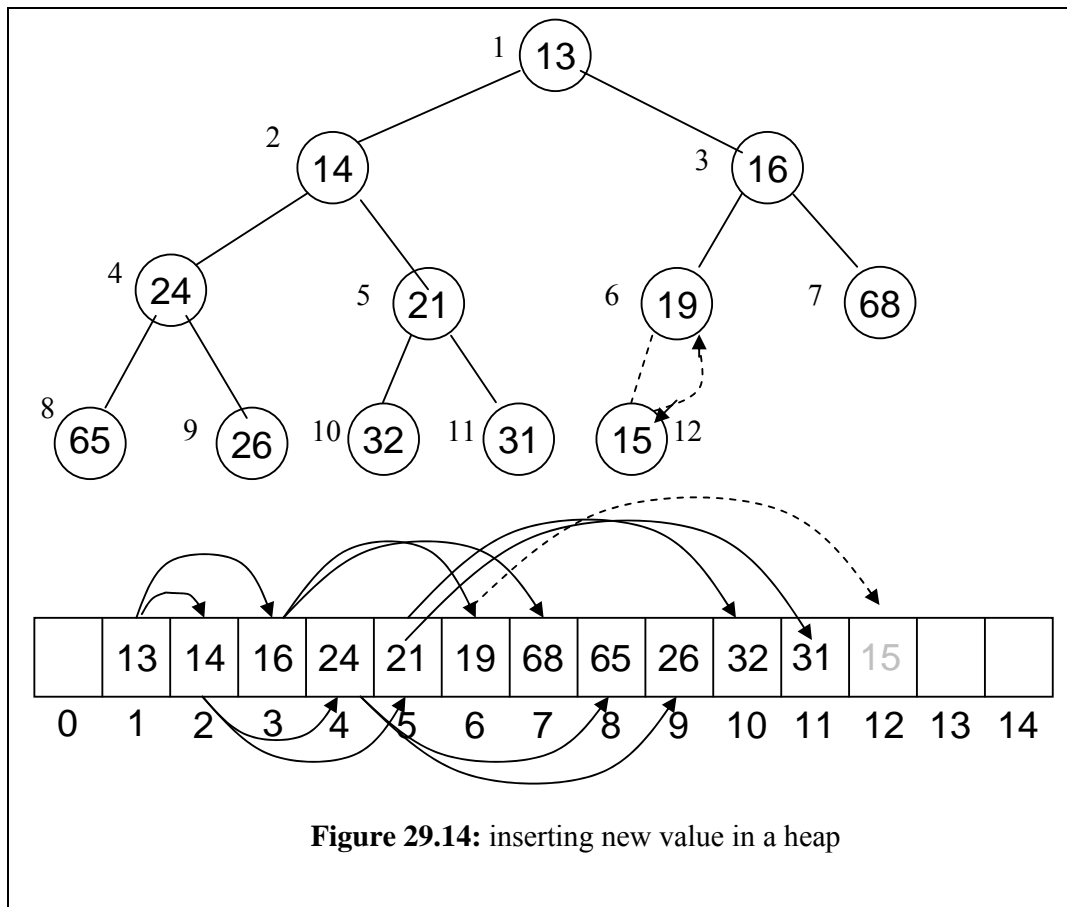 1 13
2 14 3 16
4 24 5 21 6 19 7 68
8 65 9 26 10 32 11 31 15 12
13 14 16 24 21 19 68 65 26 32 31 15
0 1 2 3 4 5 6 7 8 9 10 11 12 13 14
Figure 29.14: inserting new value in a heap